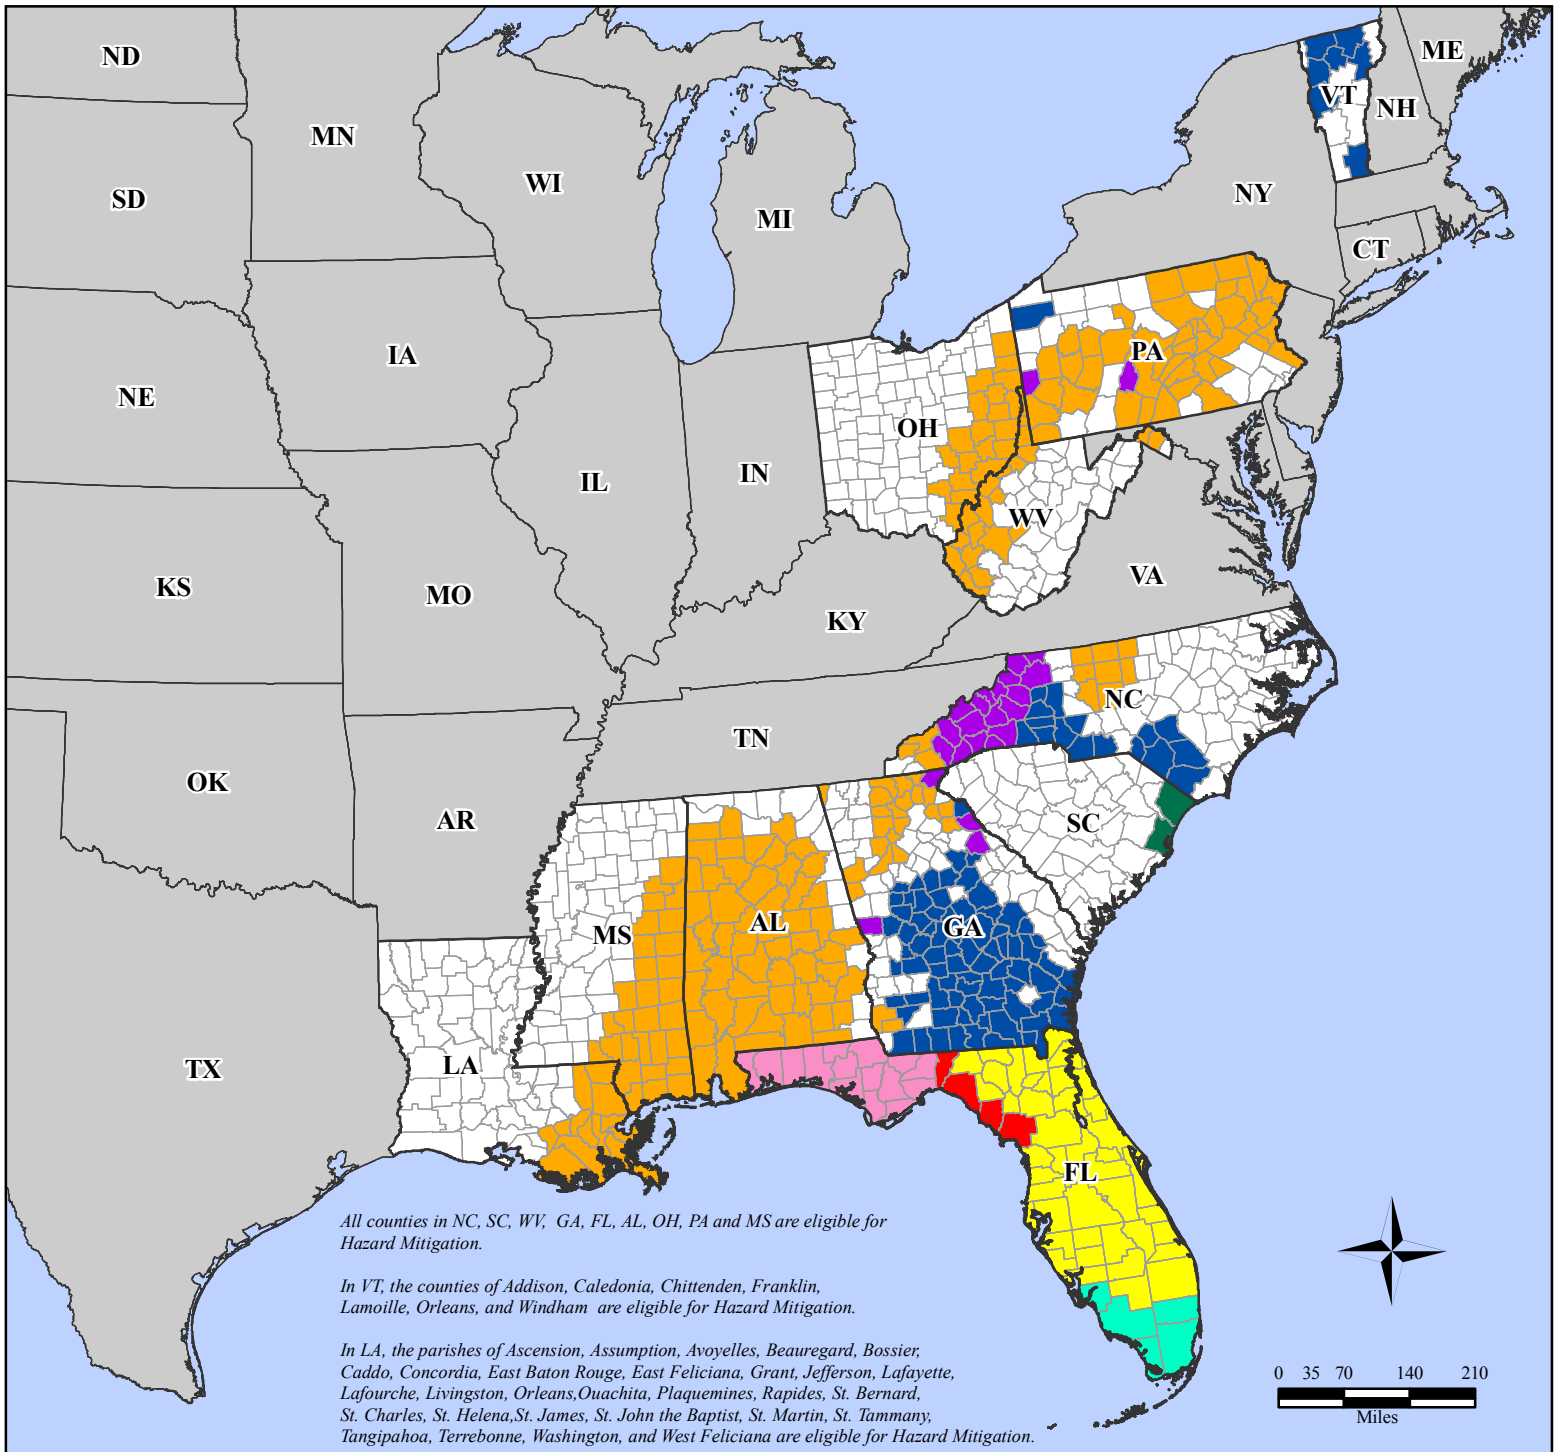 ND
MN
WI
MI
ME
VT
NH
SD
NY
CT
NE
IA
PA
OH
IL
IN
WV
KS
MO
KY
VA
NC
TN
OK
AR
SC
MS
AL
GA
TX
LA
FL
All counties in NC, SC, WV, GA, FL, AL, OH, PA and MS are eligible for
Hazard Mitigation.
In VT, the counties of Addison, Caledonia, Chittenden, Franklin,
Lamoille, Orleans, and Windham are eligible for Hazard Mitigation.
In LA, the parishes of Ascension, Assumption, Avoyelles, Beauregard, Bossier,
Caddo, Concordia, East Baton Rouge, East Feliciana, Grant, Jefferson, Lafayette,
Lafourche, Livingston, Orleans,Ouachita, Plaquemines, Rapides, St. Bernard,
St. Charles, St. Helena,St. James, St. John the Baptist, St. Martin, St. Tammany,
Tangipahoa, Terrebonne, Washington, and West Feliciana are eligible for Hazard Mitigation.
0 35 70 140 210
Miles